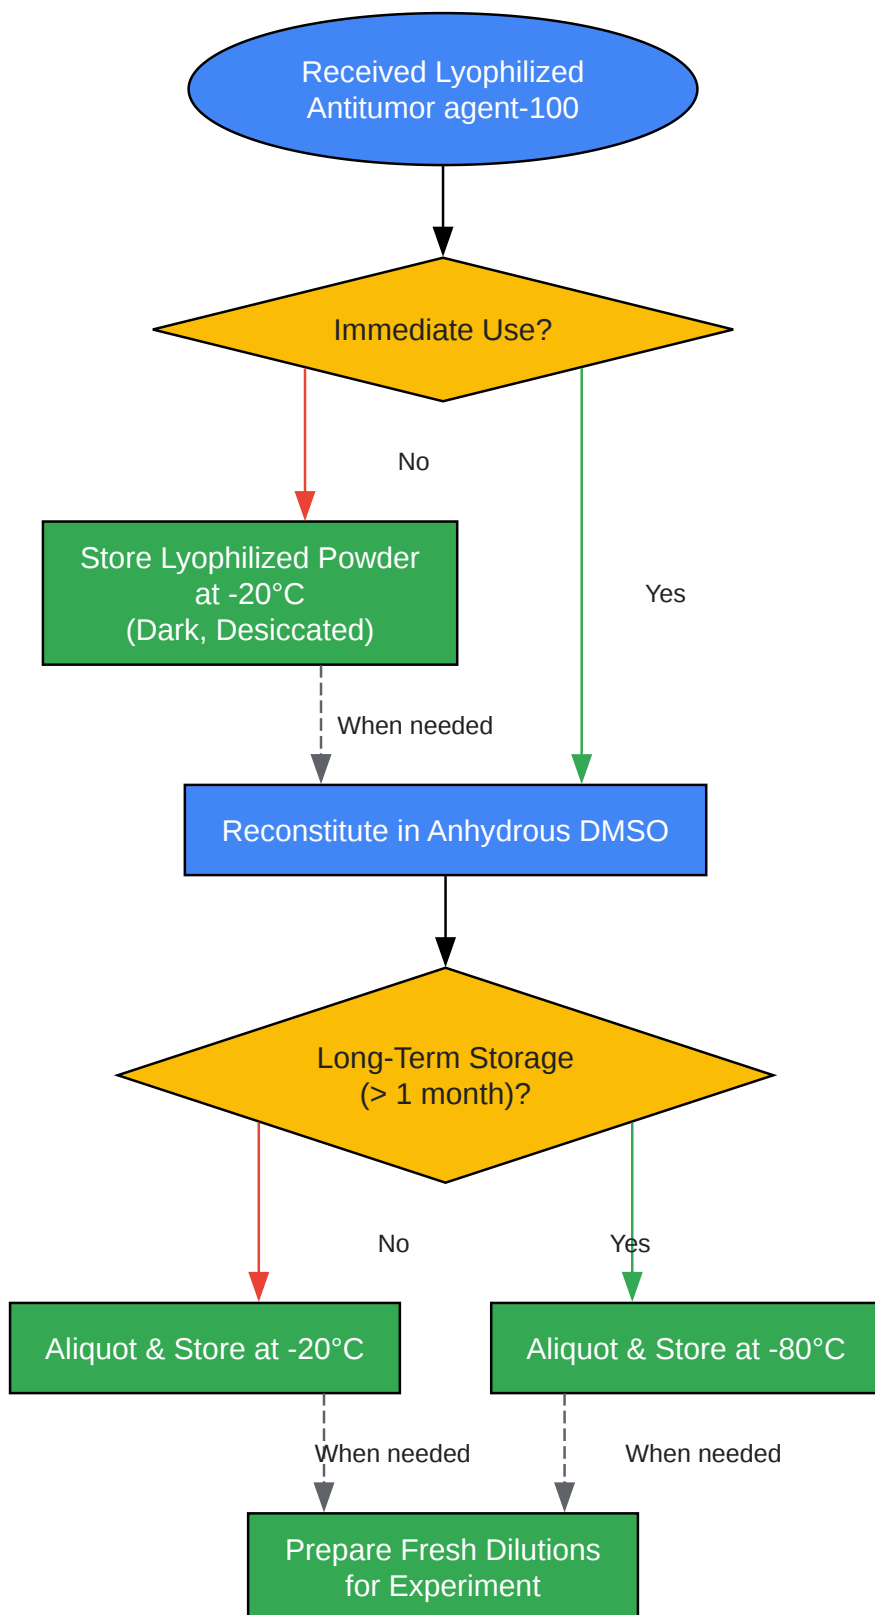 Received Lyophilized
Antitumor agent-100
Immediate Use?
No
Store Lyophilized Powder
at -20°C
(Dark, Desiccated)
Yes
When needed
Reconstitute in Anhydrous DMSO
Long-Term Storage
(> 1 month)?
No
Yes
Aliquot & Store at -20°C
Aliquot & Store at -80°C
When needed
When needed
Prepare Fresh Dilutions
for Experiment